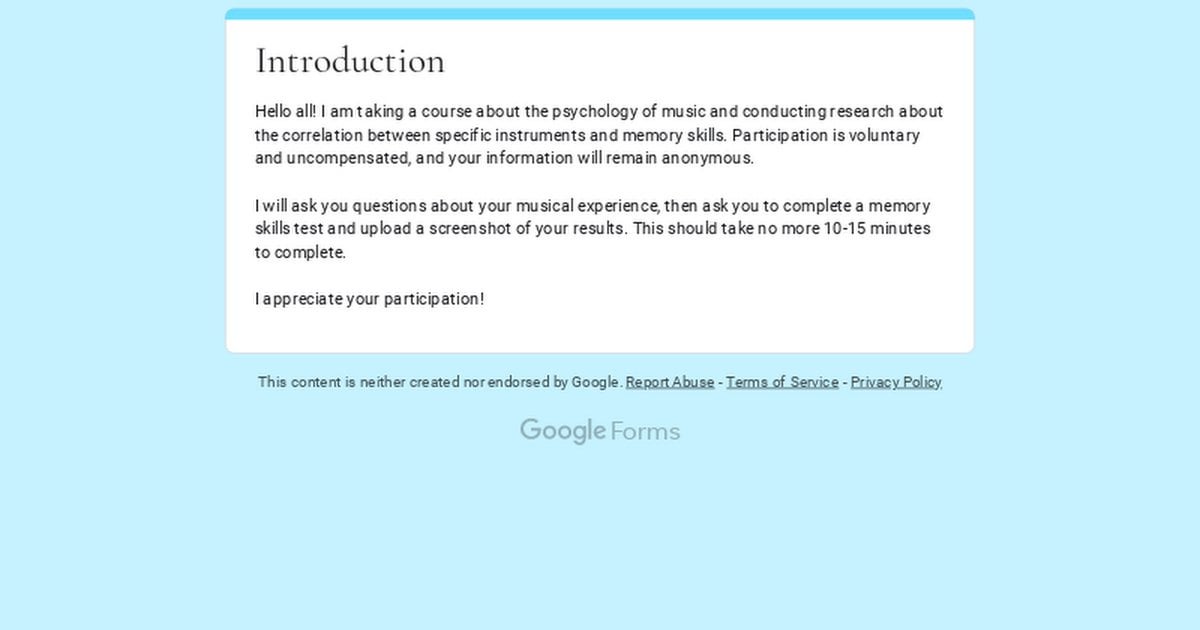 Introduction
Hello all! I am taking a course about the psychology of music and conducting research about
the correlation between specific instruments and memory skills. Participation is voluntary
and uncompensated, and your information will remain anonymous.
I will ask you questions about your musical experience, then ask you to complete a memory
skills test and upload a screenshot of your results. This should take no more 10-15 minutes
to complete.
I appreciate your participation!
This content is neither created nor endorsed by Google. Report Abuse - Terms of Service - Privacy Policy
Google Forms